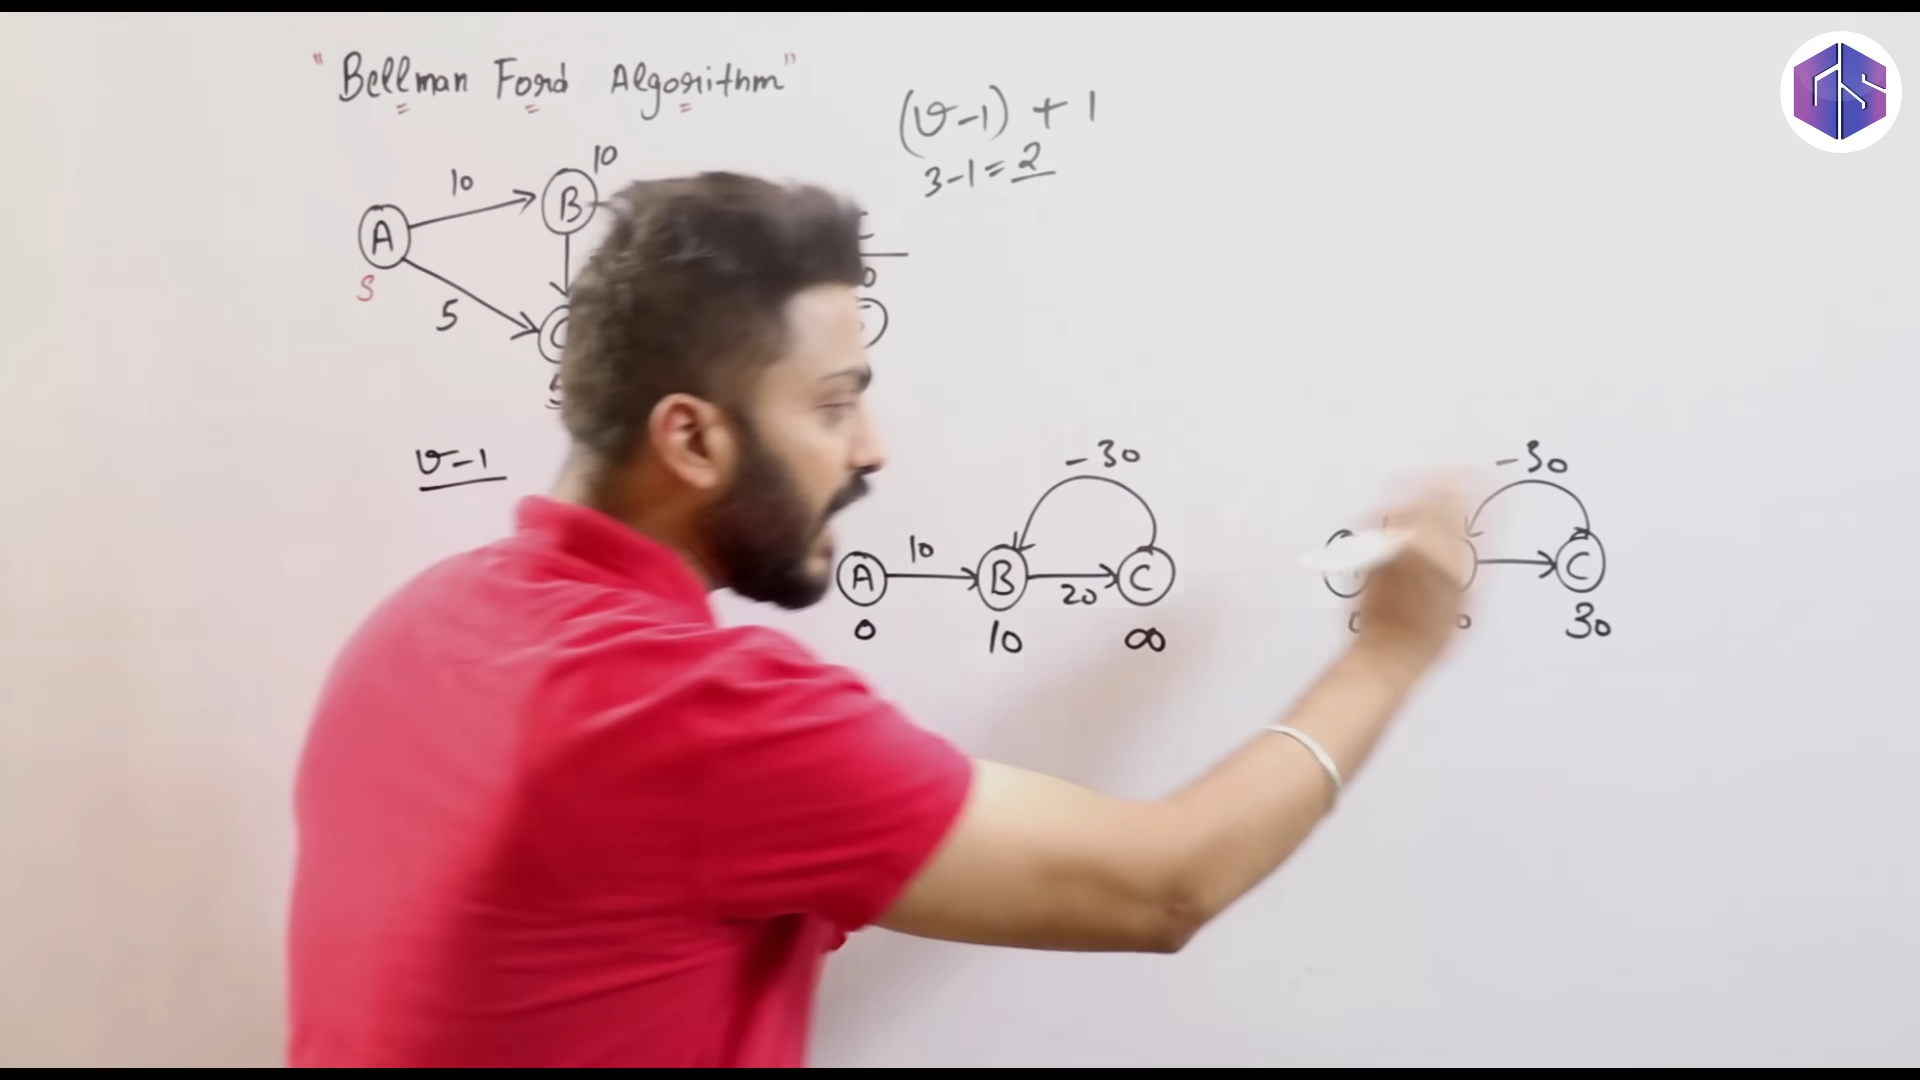 "Bellman Ford Algorithm"
(v-1) + 1
3-1=2
10
10
A
B
S
5
C
v-1
-30
10
A
B
C
20
0
10
∞
-30
C
30